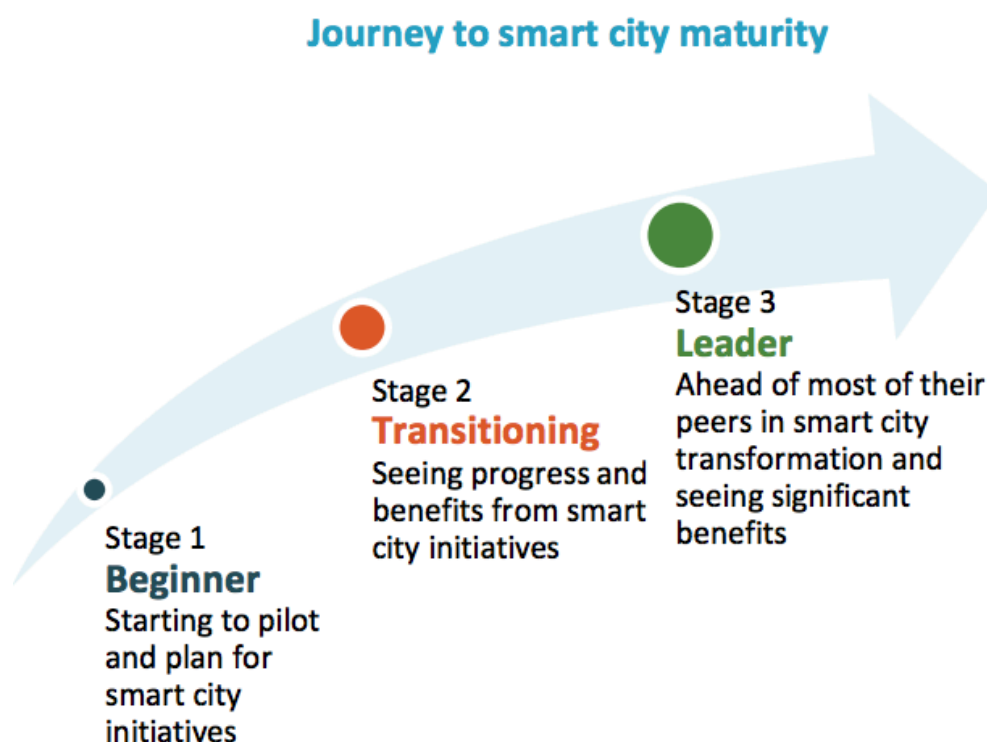 Journey to smart city maturity
Stage 1
Beginner
Starting to pilot
and plan for
smart city
initiatives
Stage 2
Transitioning
Seeing progress and
benefits from smart
city initiatives
Stage 3
Leader
Ahead of most of their
peers in smart city
transformation and
seeing significant
benefits